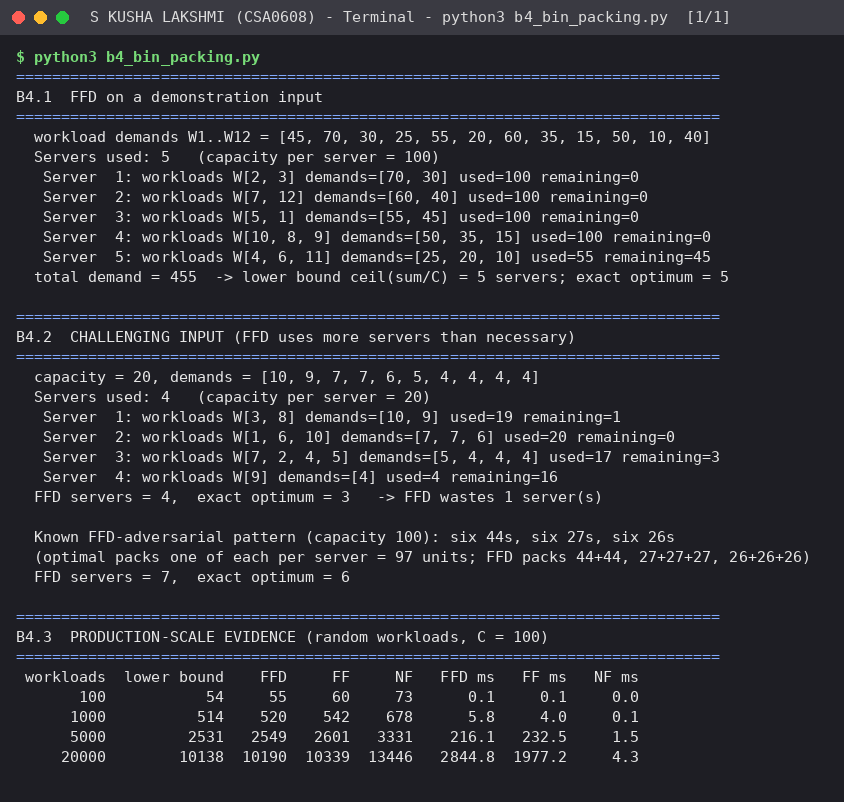 S KUSHA LAKSHMI (CSA0608) - Terminal - python3 b4_bin_packing.py  [1/1]
$ python3 b4_bin_packing.py
==============================================================================
B4.1  FFD on a demonstration input
==============================================================================
  workload demands W1..W12 = [45, 70, 30, 25, 55, 20, 60, 35, 15, 50, 10, 40]
  Servers used: 5   (capacity per server = 100)
   Server  1: workloads W[2, 3] demands=[70, 30] used=100 remaining=0
   Server  2: workloads W[7, 12] demands=[60, 40] used=100 remaining=0
   Server  3: workloads W[5, 1] demands=[55, 45] used=100 remaining=0
   Server  4: workloads W[10, 8, 9] demands=[50, 35, 15] used=100 remaining=0
   Server  5: workloads W[4, 6, 11] demands=[25, 20, 10] used=55 remaining=45
  total demand = 455  -> lower bound ceil(sum/C) = 5 servers; exact optimum = 5
==============================================================================
B4.2  CHALLENGING INPUT (FFD uses more servers than necessary)
==============================================================================
  capacity = 20, demands = [10, 9, 7, 7, 6, 5, 4, 4, 4, 4]
  Servers used: 4   (capacity per server = 20)
   Server  1: workloads W[3, 8] demands=[10, 9] used=19 remaining=1
   Server  2: workloads W[1, 6, 10] demands=[7, 7, 6] used=20 remaining=0
   Server  3: workloads W[7, 2, 4, 5] demands=[5, 4, 4, 4] used=17 remaining=3
   Server  4: workloads W[9] demands=[4] used=4 remaining=16
  FFD servers = 4,  exact optimum = 3   -> FFD wastes 1 server(s)
  Known FFD-adversarial pattern (capacity 100): six 44s, six 27s, six 26s
  (optimal packs one of each per server = 97 units; FFD packs 44+44, 27+27+27, 26+26+26)
  FFD servers = 7,  exact optimum = 6
==============================================================================
B4.3  PRODUCTION-SCALE EVIDENCE (random workloads, C = 100)
==============================================================================
 workloads  lower bound    FFD     FF     NF   FFD ms   FF ms   NF ms
       100           54     55     60     73      0.1     0.1     0.0
      1000          514    520    542    678      5.8     4.0     0.1
      5000         2531   2549   2601   3331    216.1   232.5     1.5
     20000        10138  10190  10339  13446   2844.8  1977.2     4.3